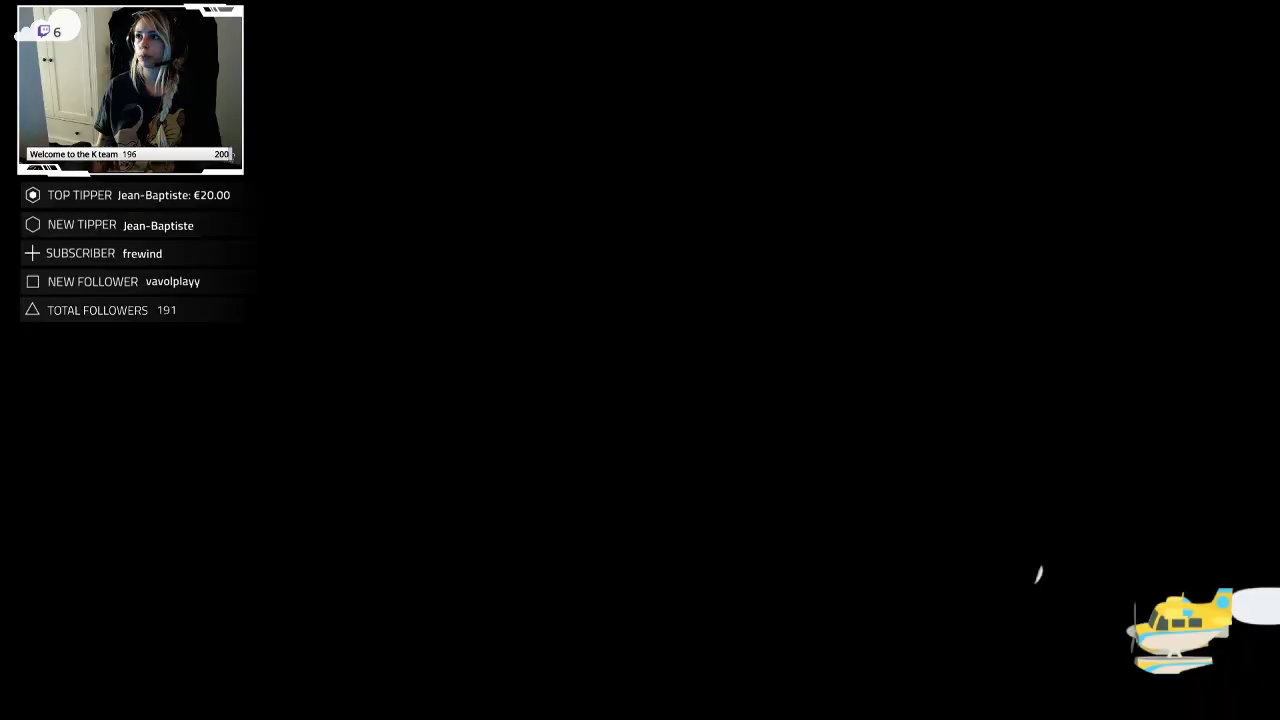 6
Welcome to the K team 196 200
TOP TIPPER Jean-Baptiste: €20.00
NEW TIPPER Jean-Baptiste
SUBSCRIBER frewind
NEW FOLLOWER vavolplayy
TOTAL FOLLOWERS 191